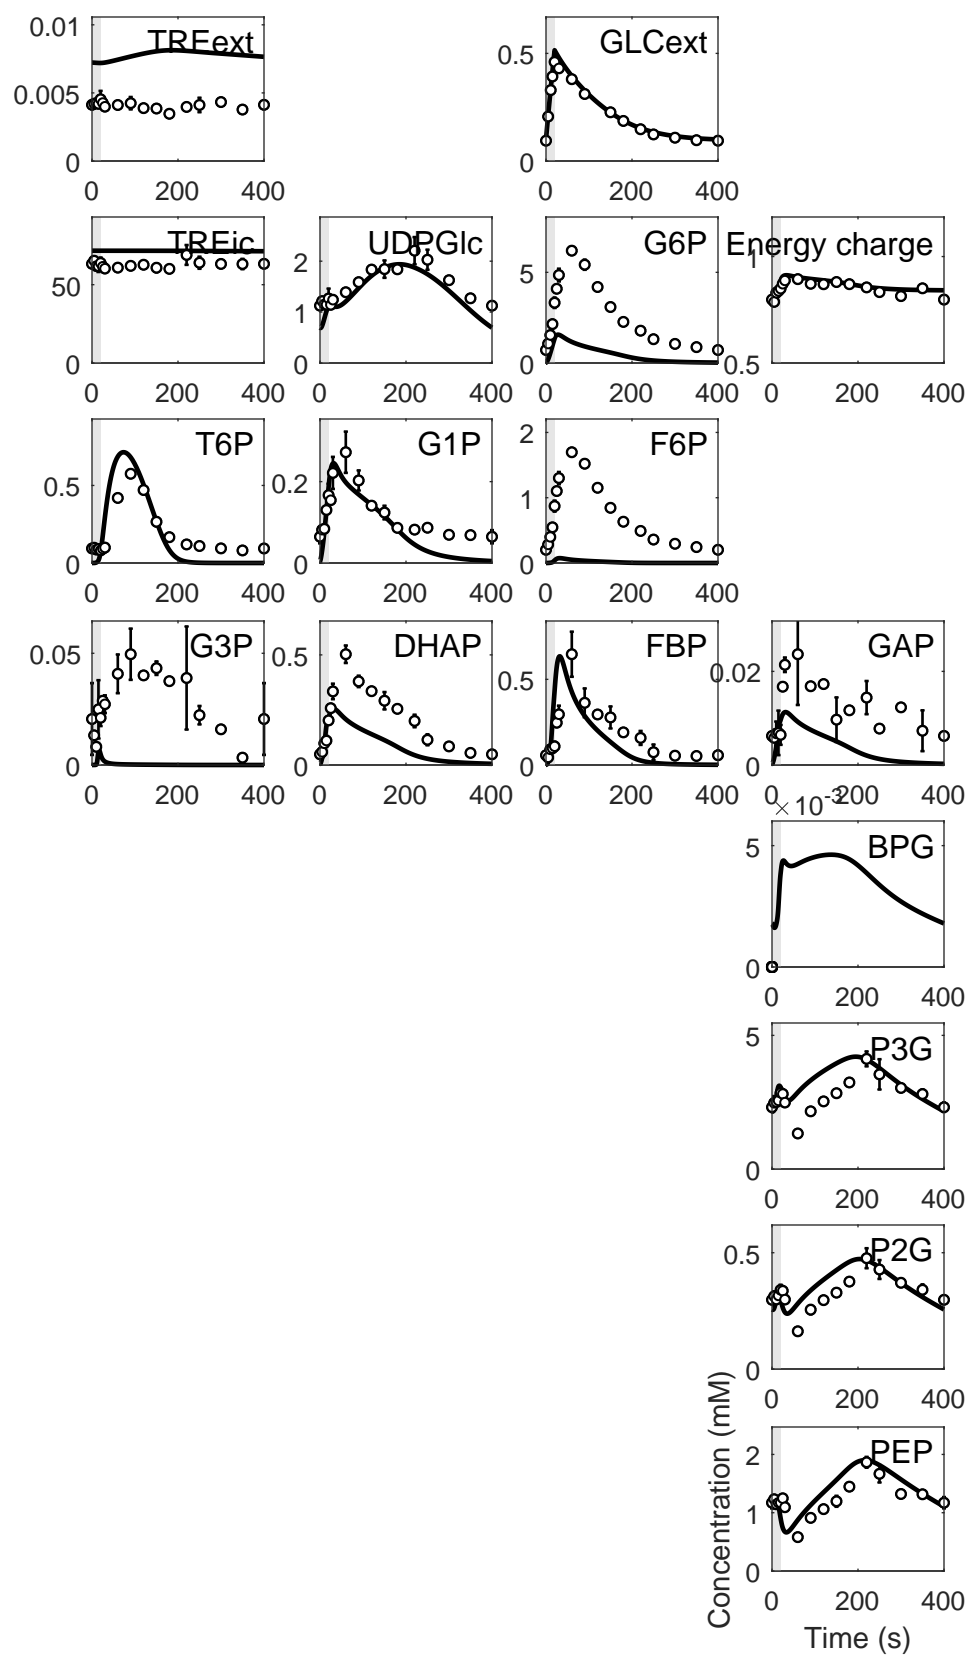 TREext
0.01
0.005
0
0 200 400
GLCext
0.5
0
0 200 400
TREic
50
0
0 200 400
UDPGlc
2
1
0
0 200 400
G6P
5
0
0 200 400
Energy charge
1
0.5
0 200 400
T6P
0.5
0
0 200 400
G1P
0.2
0
0 200 400
F6P
2
1
0
0 200 400
G3P
0.05
0
0 200 400
DHAP
0.5
0
0 200 400
FBP
0.5
0
0 200 400
GAP
0.02
0
0 200 400
× 10⁻³
BPG
5
0
0 200 400
P3G
5
0
0 200 400
P2G
0.5
0
0 200 400
PEP
2
1
0
0 200 400
Concentration (mM)
Time (s)